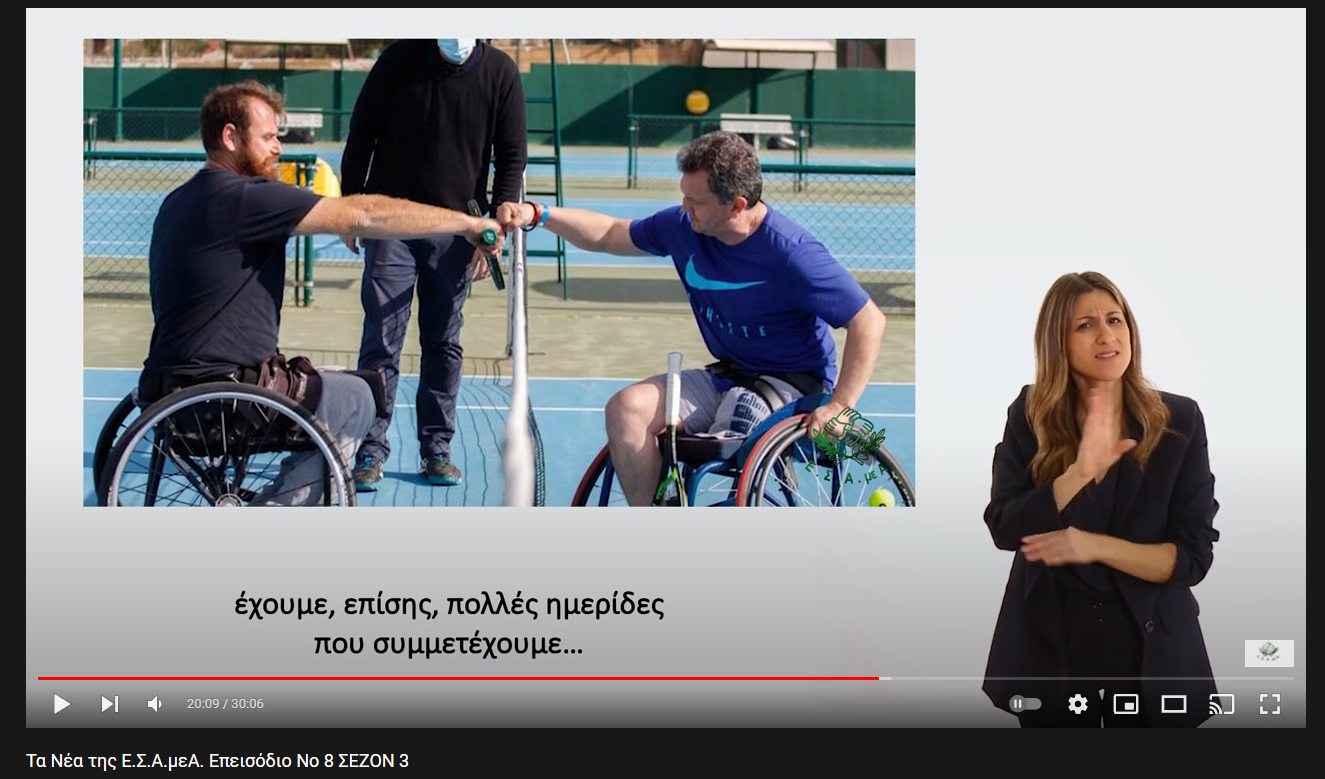 έχουμε, επίσης, πολλές ημερίδες
που συμμετέχουμε...
20:09 / 30:06
Τα Νέα της Ε.Σ.Α.μεΑ. Επεισόδιο Νο 8 ΣΕΖΟΝ 3